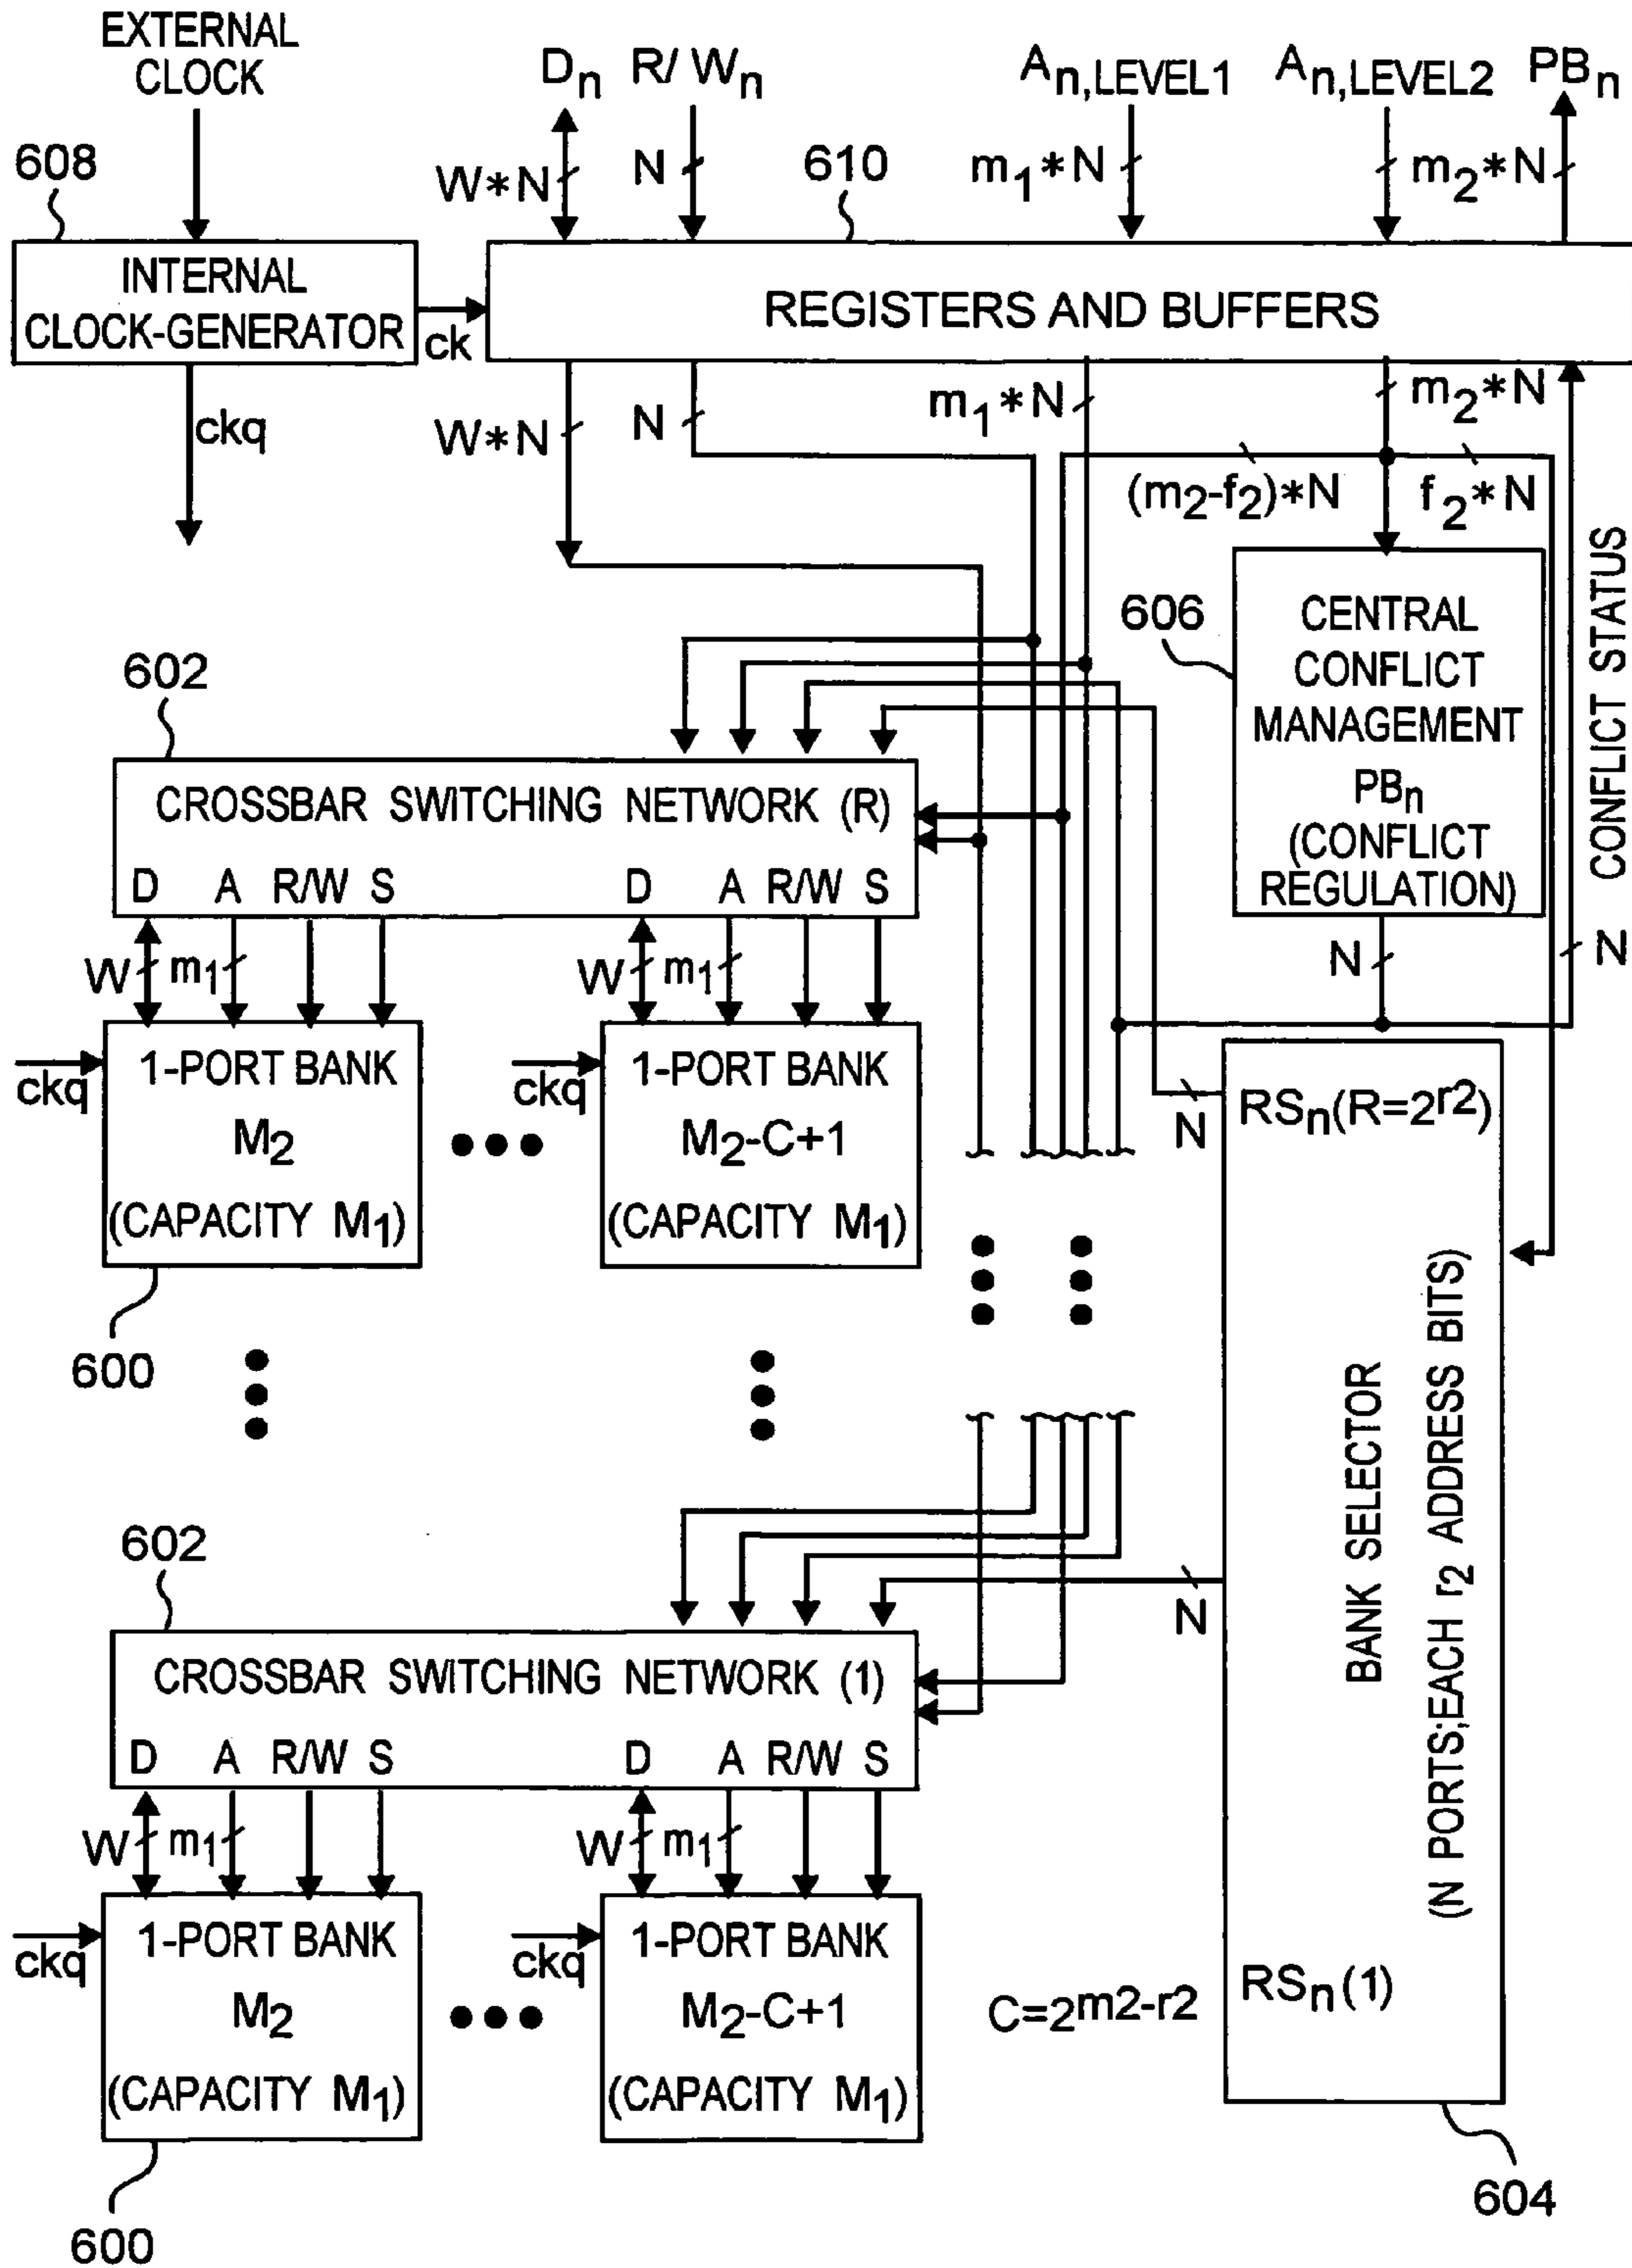 EXTERNAL
CLOCK
Dn R/ Wn An,LEVEL1 An,LEVEL2 PBn
608
W*N N 610 m1*N m2*N
INTERNAL
CLOCK-GENERATOR
ck
REGISTERS AND BUFFERS
ckq
W*N N m1*N m2*N
(m2-f2)*N f2*N
CONFLICT STATUS
606
CENTRAL
CONFLICT
MANAGEMENT
PBn
(CONFLICT
REGULATION)
N N
602
CROSSBAR SWITCHING NETWORK (R)
D A R/W S D A R/W S
W m1 W m1
ckq
1-PORT BANK
M2
(CAPACITY M1)
ckq
1-PORT BANK
M2-C+1
(CAPACITY M1)
600
N
RSn(R=2r2)
BANK SELECTOR
(N PORTS;EACH r2 ADDRESS BITS)
RSn(1)
602
N
CROSSBAR SWITCHING NETWORK (1)
D A R/W S D A R/W S
W m1 W m1
ckq
1-PORT BANK
M2
(CAPACITY M1)
ckq
1-PORT BANK
M2-C+1
(CAPACITY M1)
C=2m2-r2
600
604